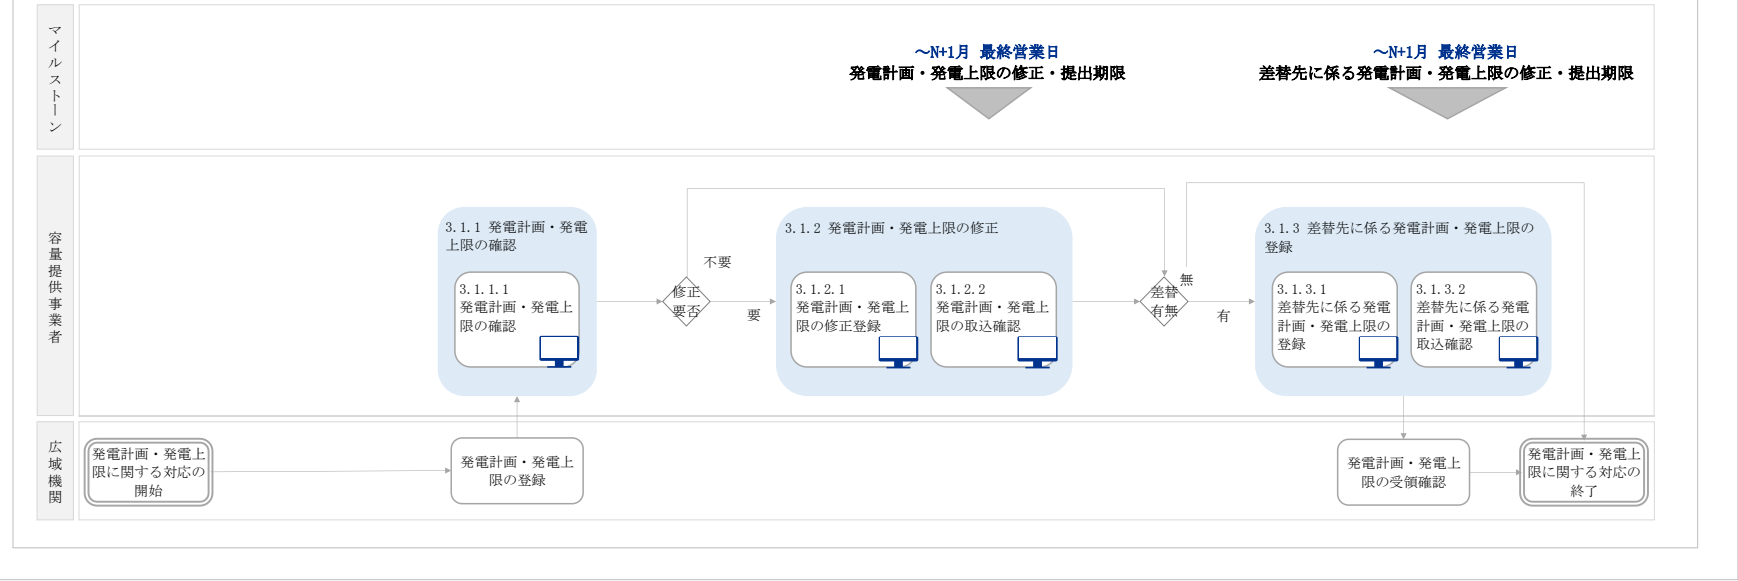 マイルストーン
～N+1月 最終営業日
発電計画・発電上限の修正・提出期限
～N+1月 最終営業日
差替先に係る発電計画・発電上限の修正・提出期限
容量提供事業者
3.1.1 発電計画・発電
上限の確認
3.1.1.1
発電計画・発電上
限の確認
修正
要否
不要
要
3.1.2 発電計画・発電上限の修正
3.1.2.1
発電計画・発電上
限の修正登録
3.1.2.2
発電計画・発電上
限の取込確認
差替
有無
無
有
3.1.3 差替先に係る発電計画・発電上限の
登録
3.1.3.1
差替先に係る発電
計画・発電上限の
登録
3.1.3.2
差替先に係る発電
計画・発電上限の
取込確認
広域機関
発電計画・発電上
限に関する対応の
開始
発電計画・発電上
限の登録
発電計画・発電上
限の受領確認
発電計画・発電上
限に関する対応の
終了